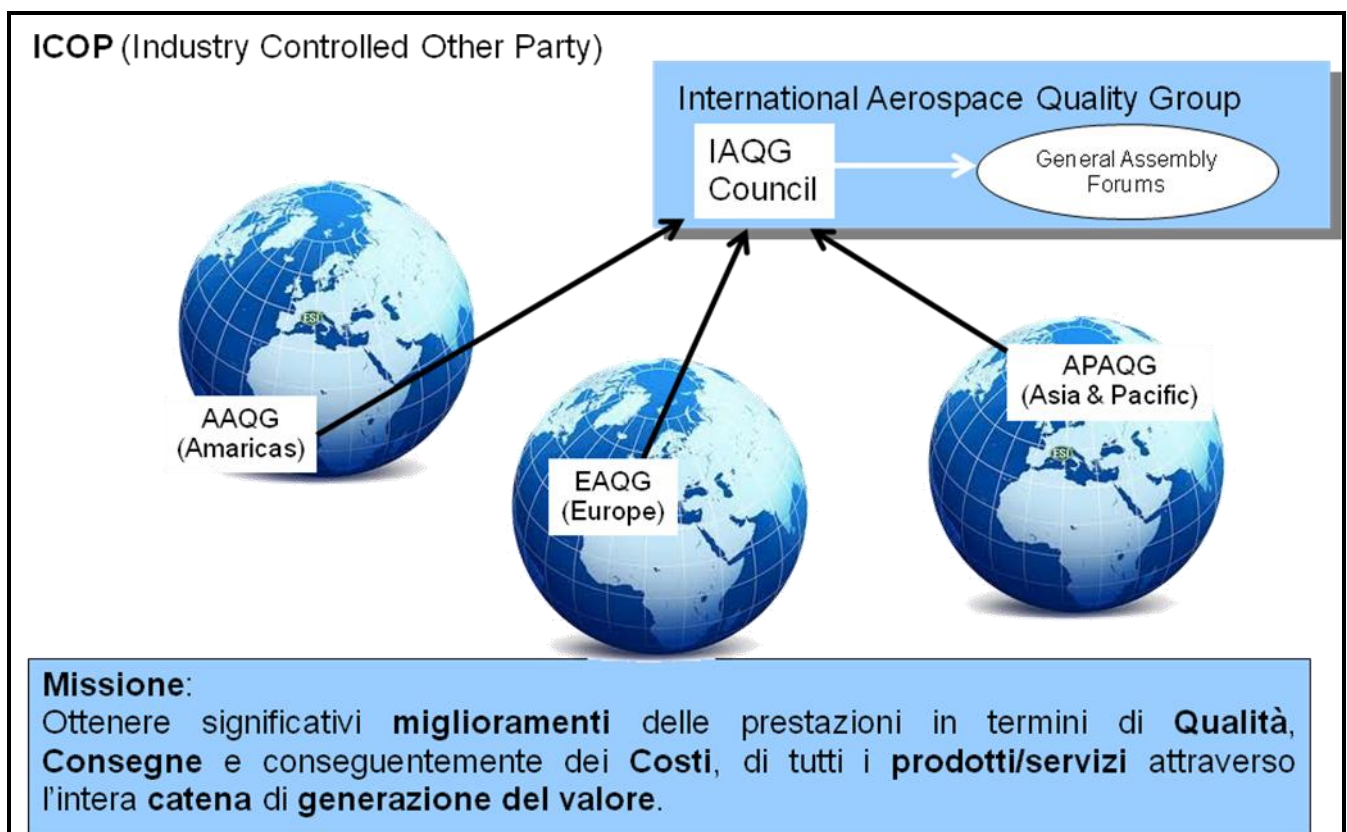 ICOP (Industry Controlled Other Party)
International Aerospace Quality Group
IAQG
Council
General Assembly
Forums
ESI
AAQG
(Amaricas)
EAQG
(Europe)
APAQG
(Asia & Pacific)
Missione:
Ottenere significativi miglioramenti delle prestazioni in termini di Qualità,
Consegne e conseguentemente dei Costi, di tutti i prodotti/servizi attraverso
l'intera catena di generazione del valore.